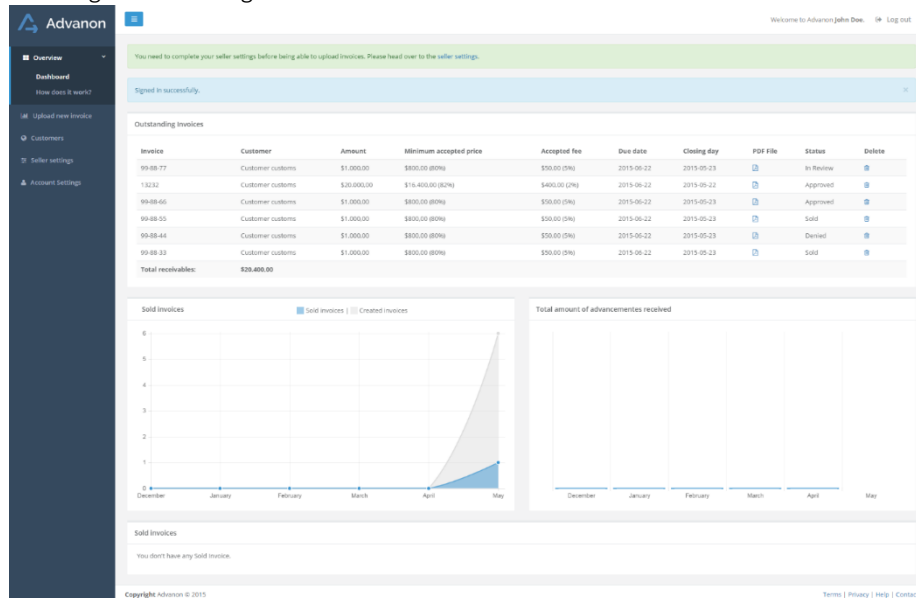 Advanon
Welcome to Advanon John Doe. Log out
Overview
Dashboard
How does it work?
Upload new invoice
Customers
Seller settings
Account Settings
You need to complete your seller settings before being able to upload invoices. Please head over to the seller settings.
Signed in successfully.
Outstanding Invoices
Invoice Customer Amount Minimum accepted price Accepted fee Due date Closing day PDF File Status Delete
99-88-77 Customer customs $1.000,00 $800,00 (80%) $50,00 (5%) 2015-06-22 2015-05-23 In Review
13232 Customer customs $20.000,00 $16.400,00 (82%) $400,00 (2%) 2015-06-22 2015-05-22 Approved
99-88-66 Customer customs $1.000,00 $800,00 (80%) $50,00 (5%) 2015-06-22 2015-05-23 Approved
99-88-55 Customer customs $1.000,00 $800,00 (80%) $50,00 (5%) 2015-06-22 2015-05-23 Sold
99-88-44 Customer customs $1.000,00 $800,00 (80%) $50,00 (5%) 2015-06-22 2015-05-23 Denied
99-88-33 Customer customs $1.000,00 $800,00 (80%) $50,00 (5%) 2015-06-22 2015-05-23 Sold
Total receivables: $20.400,00
Sold invoices
Sold invoices | Created invoices
6
5
4
3
2
1
0
December January February March April May
Total amount of advancementes received
December January February March April May
Sold invoices
You don't have any Sold Invoice.
Copyright Advanon © 2015
Terms | Privacy | Help | Contac